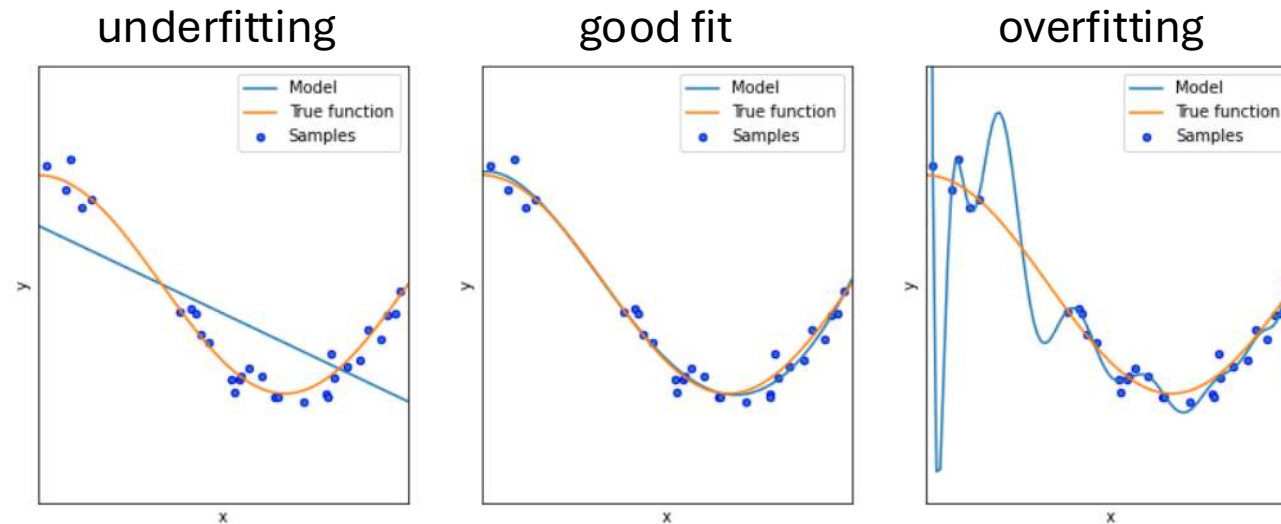 underfitting
good fit
overfitting
Model
True function
Samples
Model
True function
Samples
Model
True function
Samples
y
y
y
x
x
x